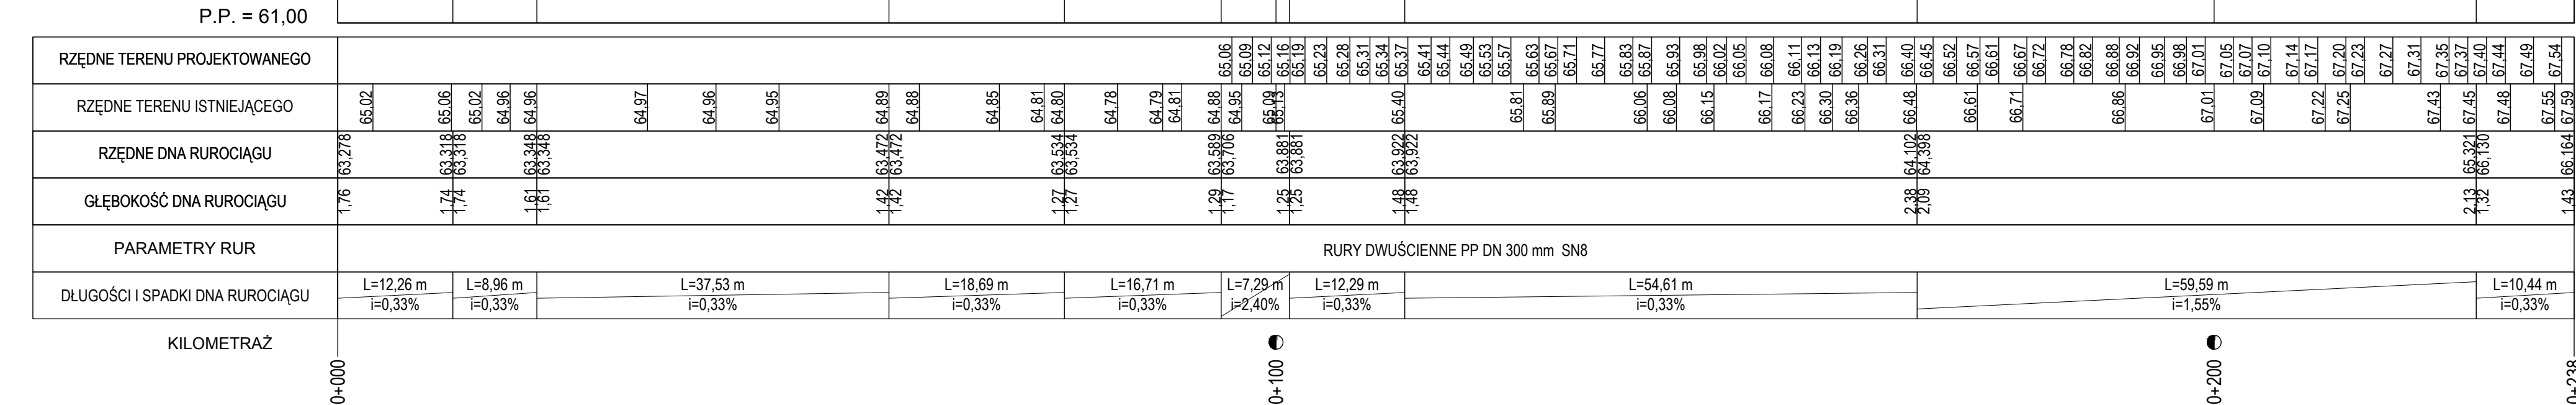 P.P. = 61,00
RZĘDNE TERENU PROJEKTOWANEGO 65,06 65,09 65,12 65,16 65,19 65,23 65,28 65,31 65,34 65,37 65,41 65,44 65,49 65,53 65,57 65,63 65,67 65,71 65,77 65,83 65,87 65,93 65,98 66,02 66,05 66,08 66,11 66,13 66,19 66,26 66,31 66,40 66,45 66,52 66,57 66,61 66,67 66,72 66,78 66,82 66,88 66,92 66,95 66,98 67,01 67,05 67,07 67,10 67,14 67,17 67,20 67,23 67,27 67,31 67,35 67,37 67,40 67,44 67,49 67,54
RZĘDNE TERENU ISTNIEJĄCEGO 65,02 65,06 65,02 64,96 64,96 64,97 64,96 64,95 64,89 64,88 64,85 64,81 64,80 64,78 64,79 64,81 64,88 64,95 65,09 65,13 65,40 65,81 65,89 66,06 66,08 66,15 66,17 66,23 66,30 66,36 66,48 66,61 66,71 66,86 67,01 67,09 67,22 67,25 67,43 67,45 67,48 67,55 67,59
RZĘDNE DNA RUROCIĄGU 63,278 63,318 63,318 63,348 63,348 63,472 63,472 63,534 63,534 63,589 63,706 63,881 63,881 63,922 63,922 64,102 64,398 65,321 66,130 66,164
GŁĘBOKOŚĆ DNA RUROCIĄGU 1,76 1,74 1,74 1,61 1,61 1,42 1,42 1,27 1,27 1,29 1,17 1,25 1,25 1,48 1,48 2,38 2,09 2,13 1,32 1,43
PARAMETRY RUR RURY DWUŚCIENNE PP DN 300 mm SN8
L=12,26 m L=8,96 m L=37,53 m L=18,69 m L=16,71 m L=7,29 m L=12,29 m L=54,61 m L=59,59 m L=10,44 m
DŁUGOŚCI I SPADKI DNA RUROCIĄGU
i=0,33% i=0,33% i=0,33% i=0,33% i=0,33% i=2,40% i=0,33% i=0,33% i=1,55% i=0,33%
KILOMETRAŻ
0+000 0+100 0+200 0+238